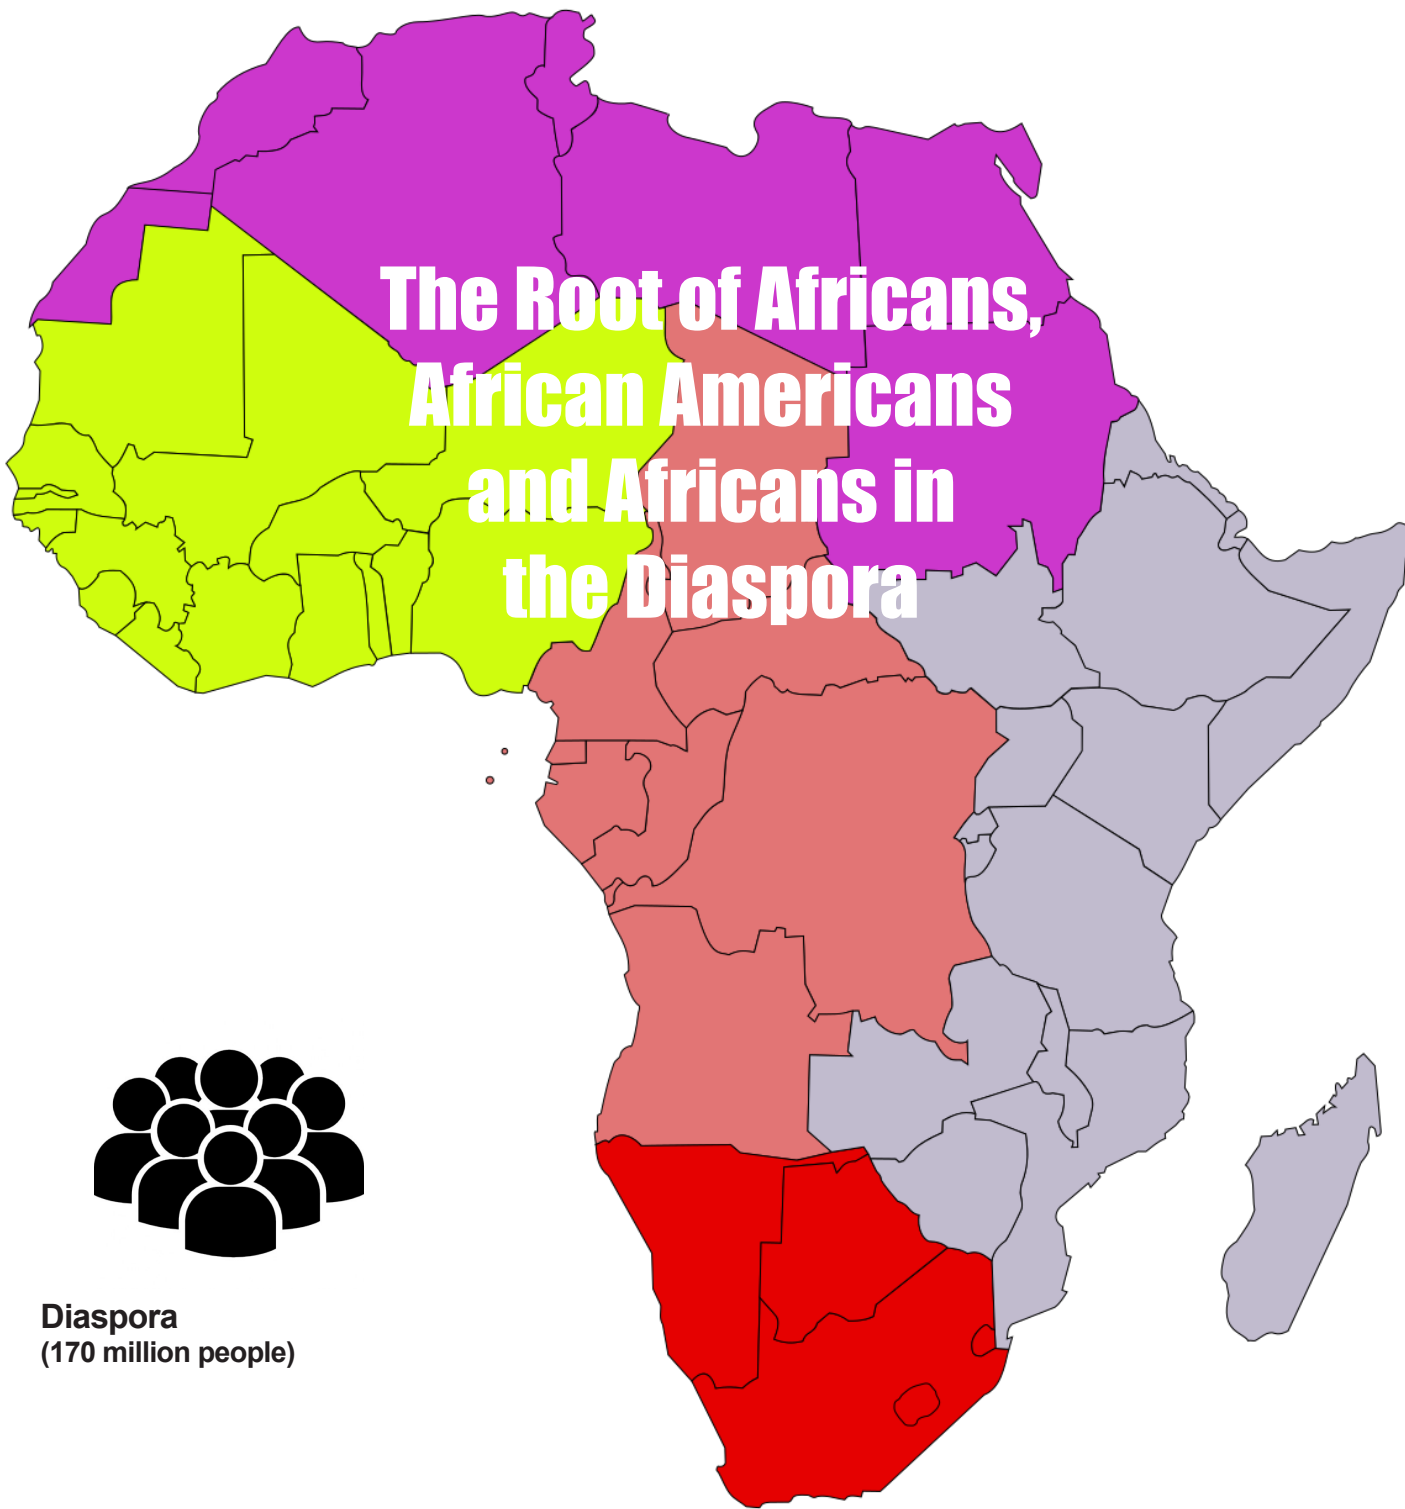 The Root of Africans,
African Americans
and Africans in
the Diaspora
Diaspora
(170 million people)